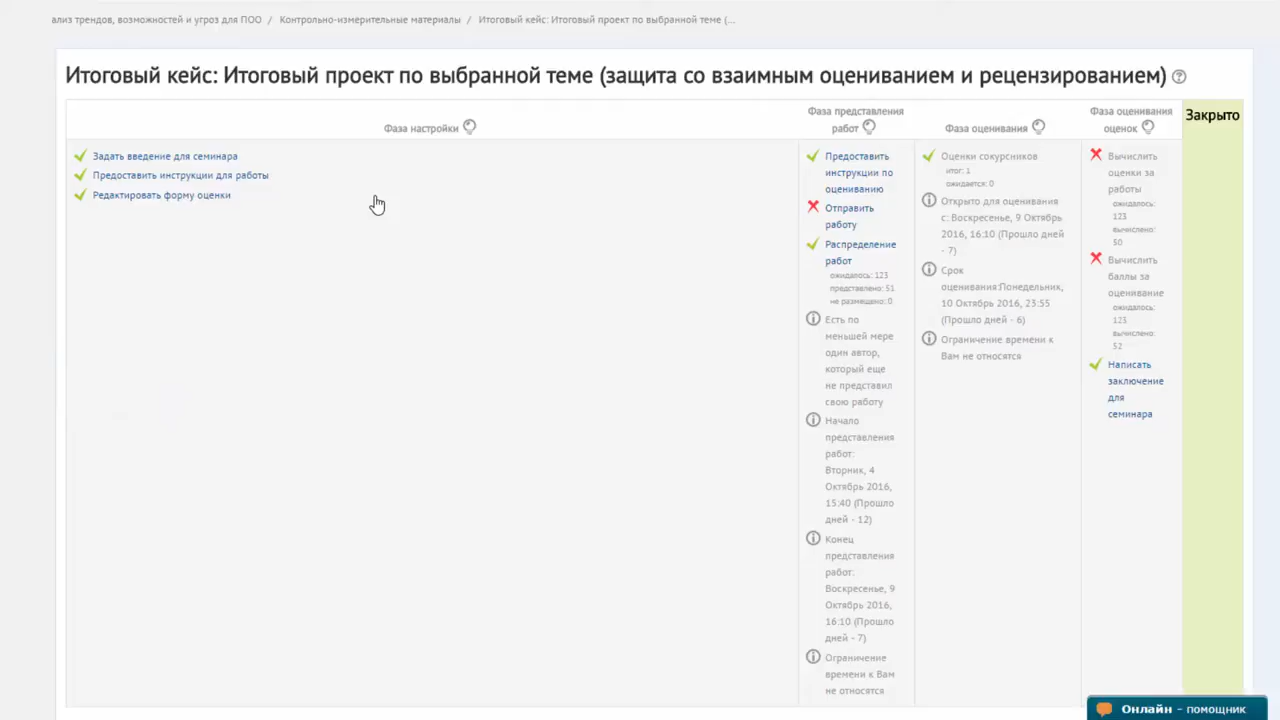 ализ трендов, возможностей и угроз для ПОО / Контрольно-измерительные материалы / Итоговый кейс: Итоговый проект по выбранной теме (...
Итоговый кейс: Итоговый проект по выбранной теме (защита со взаимным оцениванием и рецензированием)
Фаза настройки
Задать введение для семинара
Предоставить инструкции для работы
Редактировать форму оценки
Фаза представления
работ
Предоставить
инструкции по
оцениванию
Отправить
работу
Распределение
работ
ожидалось: 123
представлено: 51
не размещено: 0
Есть по
меньшей мере
один автор,
который еще
не представил
свою работу
Начало
представления
работ:
Вторник, 4
Октябрь 2016,
15:40 (Прошло
дней - 12)
Конец
представления
работ:
Воскресенье, 9
Октябрь 2016,
16:10 (Прошло
дней - 7)
Ограничение
времени к Вам
не относятся
Фаза оценивания
Оценки сокурсников
итог: 1
ожидается: 0
Открыто для оценивания
с: Воскресенье, 9 Октябрь
2016, 16:10 (Прошло дней
- 7)
Срок
оценивания:Понедельник,
10 Октябрь 2016, 23:55
(Прошло дней - 6)
Ограничение времени к
Вам не относятся
Фаза оценивания
оценок
Вычислить
оценки за
работы
ожидалось:
123
вычислено:
50
Вычислить
баллы за
оценивание
ожидалось:
123
вычислено:
52
Написать
заключение
для
семинара
Закрыто
Онлайн - помощник